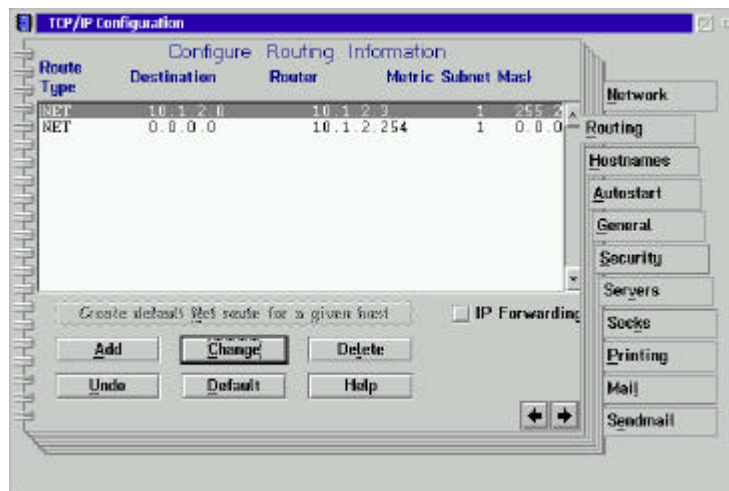 TCP/IP Configuration
Configure Routing Information
Route Type Destination Router Metric Subnet Mask
NET 10.1.2.0 10.1.2.3 1 255.2
NET 0.0.0.0 10.1.2.254 1 0.0.0
Create default Net route for a given host
IP Forwarding
Add Change Delete
Undo Default Help
Network
Routing
Hostnames
Autostart
General
Security
Servers
Socks
Printing
Mail
Sendmail